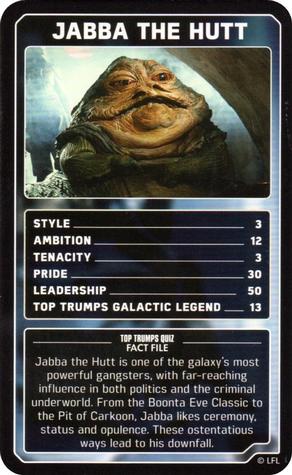 JABBA THE HUTT
STYLE 3
AMBITION 12
TENACITY 3
PRIDE 30
LEADERSHIP 50
TOP TRUMPS GALACTIC LEGEND 13
TOP TRUMPS QUIZ
FACT FILE
Jabba the Hutt is one of the galaxy's most
powerful gangsters, with far-reaching
influence in both politics and the criminal
underworld. From the Boonta Eve Classic to
the Pit of Carkoon, Jabba likes ceremony,
status and opulence. These ostentatious
ways lead to his downfall.
© LFL